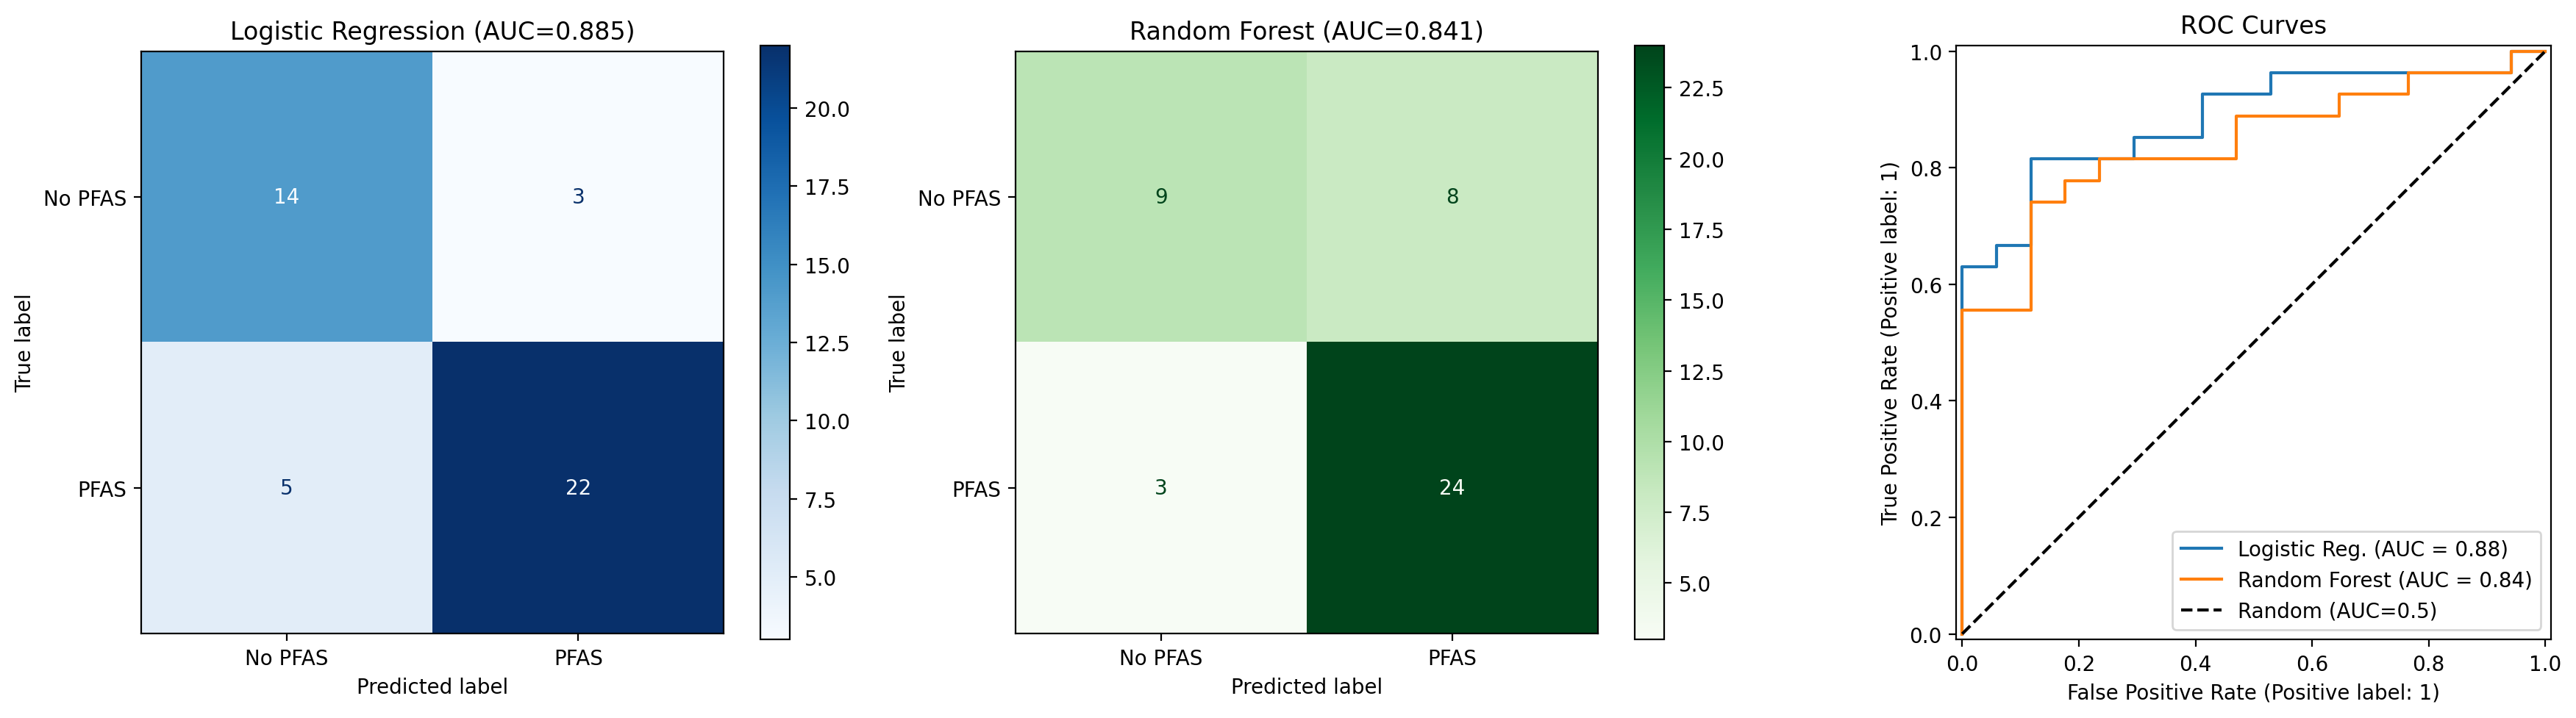 Logistic Regression (AUC=0.885)
No PFAS
PFAS
True label
14
3
5
22
No PFAS
PFAS
Predicted label
20.0
17.5
15.0
12.5
10.0
7.5
5.0
Random Forest (AUC=0.841)
No PFAS
PFAS
True label
9
8
3
24
No PFAS
PFAS
Predicted label
22.5
20.0
17.5
15.0
12.5
10.0
7.5
5.0
ROC Curves
True Positive Rate (Positive label: 1)
1.0
0.8
0.6
0.4
0.2
0.0
Logistic Reg. (AUC = 0.88)
Random Forest (AUC = 0.84)
Random (AUC=0.5)
0.0
0.2
0.4
0.6
0.8
1.0
False Positive Rate (Positive label: 1)